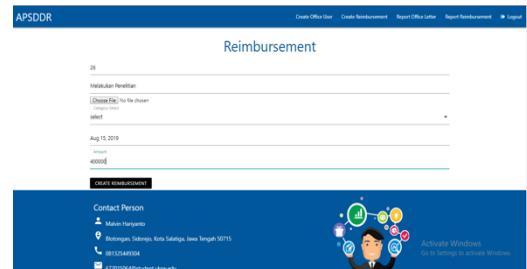 APSDDR
Create Office User Create Reimbursement Report Office Letter Report Reimbursement Logout
Reimbursement
26
Melakukan Penelitian
Choose File No file chosen
Category Select
select
Aug 15, 2019
Amount
400000
CREATE REIMBURSEMENT
Contact Person
Malvin Hariyanto
Blotongan, Sidorejo, Kota Salatiga, Jawa Tengah 50715
081325449304
Activate Windows
Go to Settings to activate Windows.